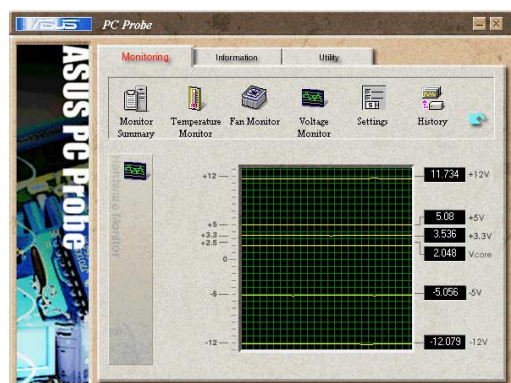 ASUS PC Probe
Monitoring Information Utility
Monitor Summary
Temperature Monitor
Fan Monitor
Voltage Monitor
Settings
History
ASUS PC Probe
Hardware Monitor
+12
+5
+3.3
+2.5
0
-5
-12
11.734 +12V
5.08 +5V
3.536 +3.3V
2.048 Vcore
-5.056 -5V
-12.079 -12V